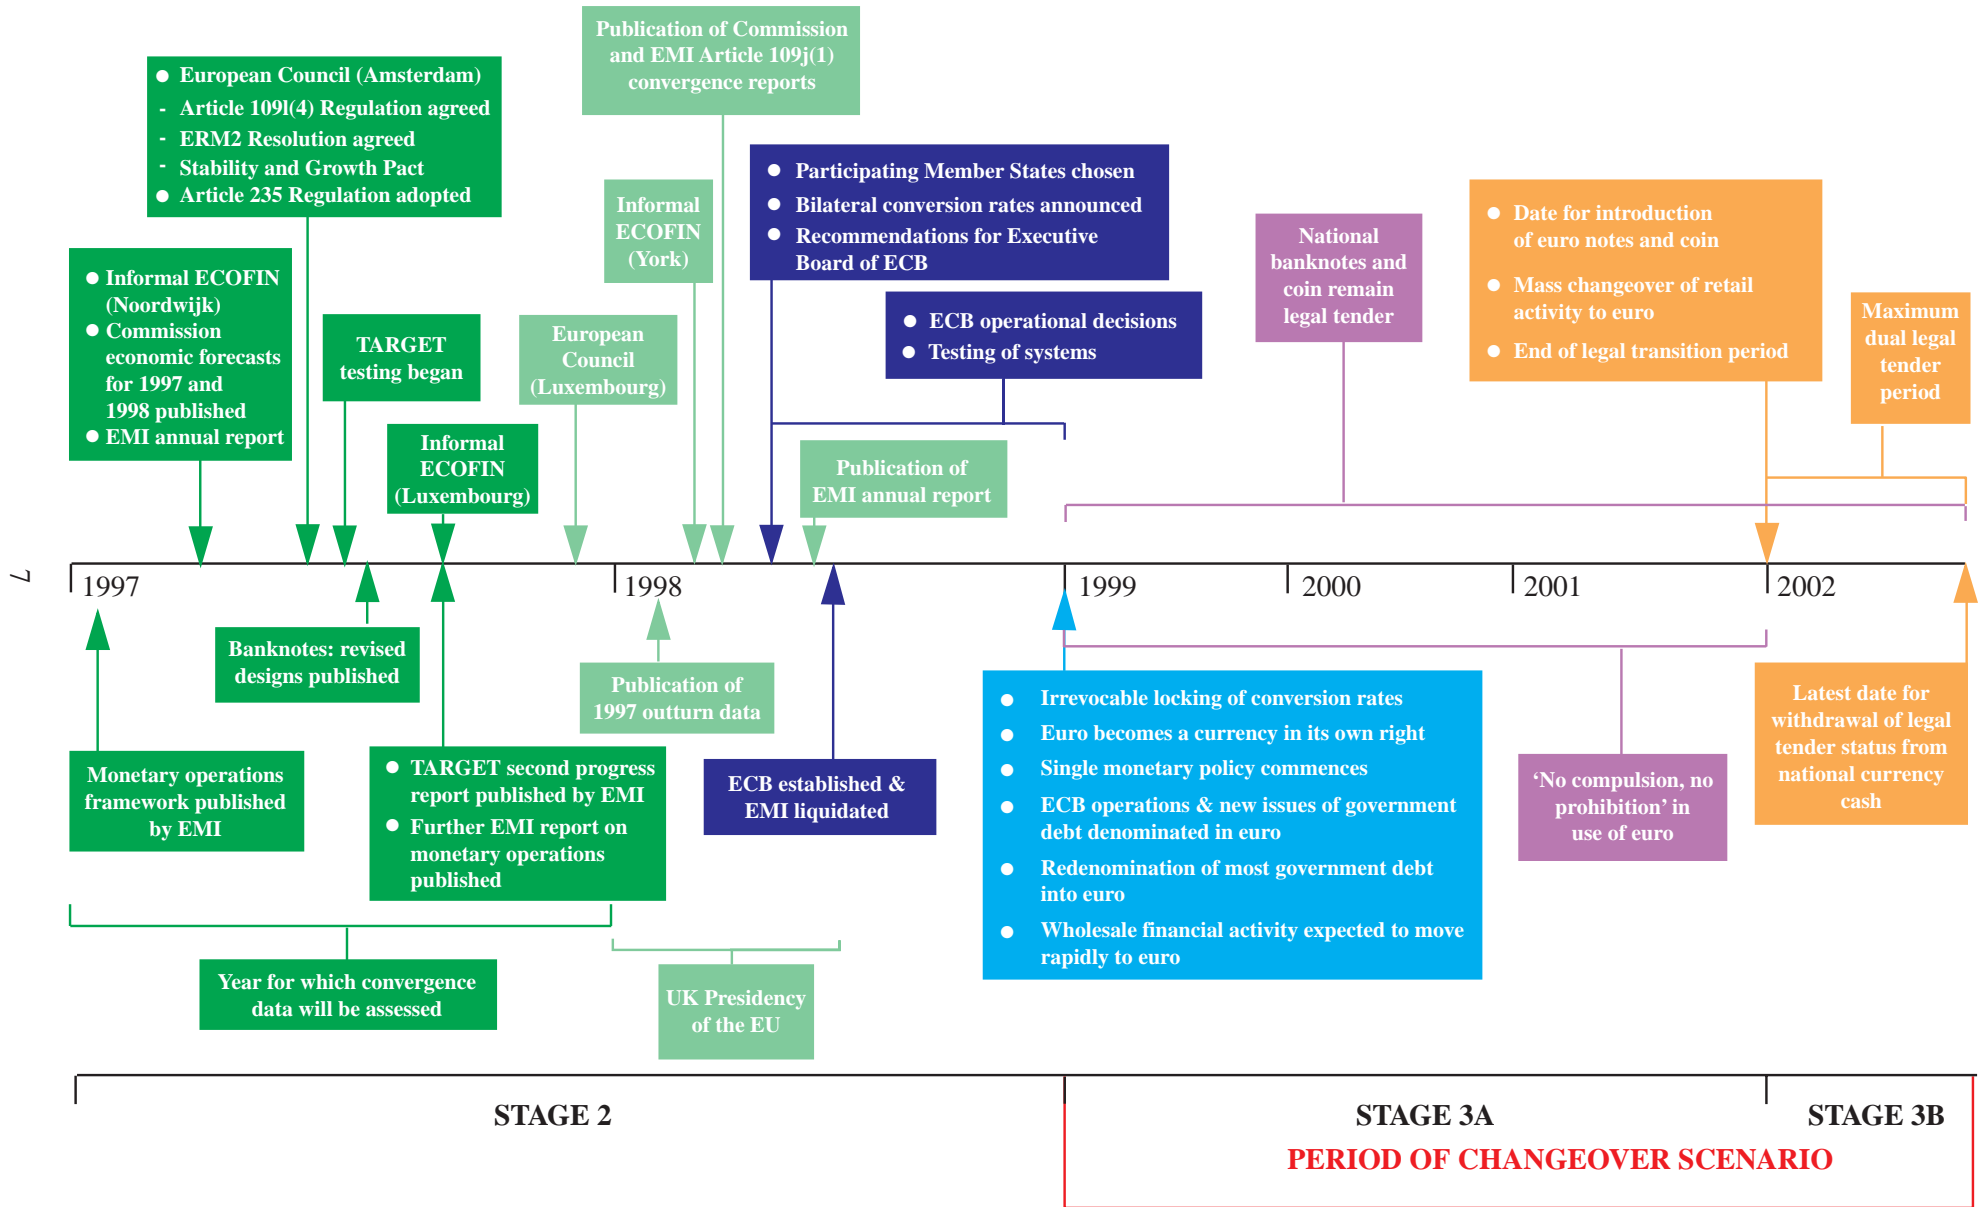 Publication of Commission
and EMI Article 109j(1)
convergence reports
● European Council (Amsterdam)
- Article 109l(4) Regulation agreed
- ERM2 Resolution agreed
- Stability and Growth Pact
● Article 235 Regulation adopted
● Participating Member States chosen
● Bilateral conversion rates announced
● Recommendations for Executive
Board of ECB
Informal
ECOFIN
(York)
National
banknotes and
coin remain
legal tender
● Date for introduction
of euro notes and coin
● Mass changeover of retail
activity to euro
● End of legal transition period
● Informal ECOFIN
(Noordwijk)
● Commission
economic forecasts
for 1997 and
1998 published
● EMI annual report
TARGET
testing began
European
Council
(Luxembourg)
● ECB operational decisions
● Testing of systems
Maximum
dual legal
tender
period
Informal
ECOFIN
(Luxembourg)
Publication of
EMI annual report
7
1997
1998
1999
2000
2001
2002
Banknotes: revised
designs published
Publication of
1997 outturn data
Monetary operations
framework published
by EMI
● TARGET second progress
report published by EMI
● Further EMI report on
monetary operations
published
ECB established &
EMI liquidated
● Irrevocable locking of conversion rates
● Euro becomes a currency in its own right
● Single monetary policy commences
● ECB operations & new issues of government
debt denominated in euro
● Redenomination of most government debt
into euro
● Wholesale financial activity expected to move
rapidly to euro
‘No compulsion, no
prohibition’ in
use of euro
Latest date for
withdrawal of legal
tender status from
national currency
cash
Year for which convergence
data will be assessed
UK Presidency
of the EU
STAGE 2
STAGE 3A
STAGE 3B
PERIOD OF CHANGEOVER SCENARIO